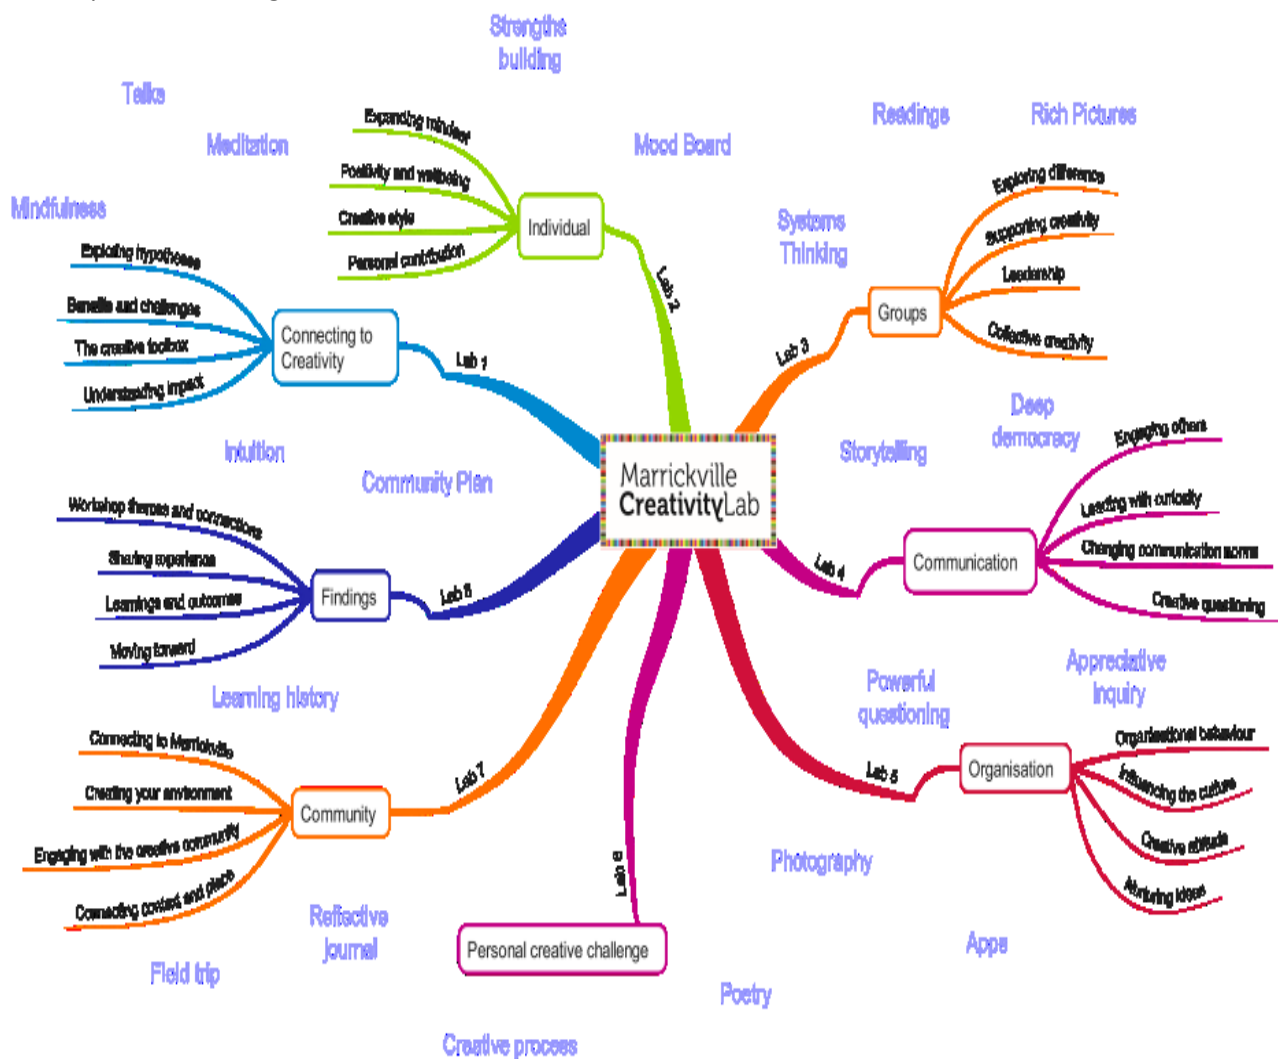 Strengths
building
Talks
Meditation
Mindfulness
Mood Board
Readings
Rich Pictures
Systems
Thinking
Expanding mindset
Positivity and wellbeing
Creative style
Personal contribution
Individual
Lab 2
Exploring hypotheses
Benefits and challenges
The creative toolbox
Understanding impact
Connecting to
Creativity
Lab 1
Exploring difference
Supporting creativity
Leadership
Collective creativity
Groups
Lab 3
Intuition
Community Plan
Marrickville
CreativityLab
Storytelling
Deep
democracy
Engaging others
Leading with curiosity
Changing communication norms
Creative questioning
Communication
Lab 4
Workshop themes and connections
Sharing experience
Learnings and outcomes
Moving forward
Findings
Lab 8
Learning history
Powerful
questioning
Appreciative
Inquiry
Organisational behaviour
Influencing the culture
Creative attitude
Nurturing ideas
Organisation
Lab 5
Connecting to Marrickville
Creating your environment
Engaging with the creative community
Connecting context and place
Community
Lab 7
Lab 6
Personal creative challenge
Photography
Reflective
journal
Field trip
Apps
Poetry
Creative process